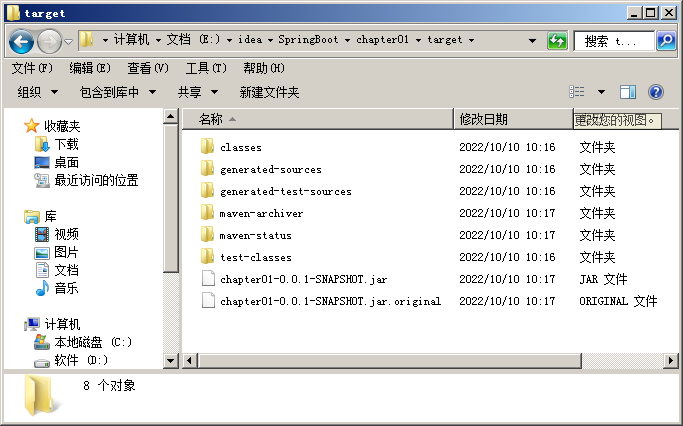 target
计算机 文档 (E:) idea SpringBoot chapter01 target
搜索 t...
文件(F) 编辑(E) 查看(V) 工具(T) 帮助(H)
组织 包含到库中 共享 新建文件夹
收藏夹
下载
桌面
最近访问的位置
库
视频
图片
文档
音乐
计算机
本地磁盘 (C:)
软件 (D:)
名称 修改日期 更改您的视图。
classes 2022/10/10 10:16 文件夹
generated-sources 2022/10/10 10:16 文件夹
generated-test-sources 2022/10/10 10:16 文件夹
maven-archiver 2022/10/10 10:17 文件夹
maven-status 2022/10/10 10:17 文件夹
test-classes 2022/10/10 10:16 文件夹
chapter01-0.0.1-SNAPSHOT.jar 2022/10/10 10:17 JAR 文件
chapter01-0.0.1-SNAPSHOT.jar.original 2022/10/10 10:17 ORIGINAL 文件
8 个对象